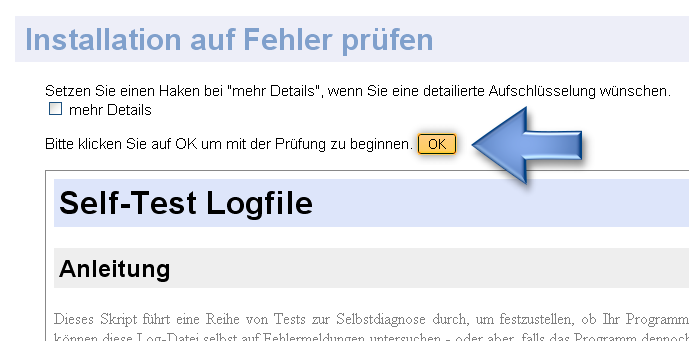 Installation auf Fehler prüfen
Setzen Sie einen Haken bei "mehr Details", wenn Sie eine detailierte Aufschlüsselung wünschen.
mehr Details
Bitte klicken Sie auf OK um mit der Prüfung zu beginnen. OK
Self-Test Logfile
Anleitung
Dieses Skript führt eine Reihe von Tests zur Selbstdiagnose durch, um festzustellen, ob Ihr Programm
können diese Log-Datei selbst auf Fehlermeldungen untersuchen - oder aber, falls das Programm dennoch